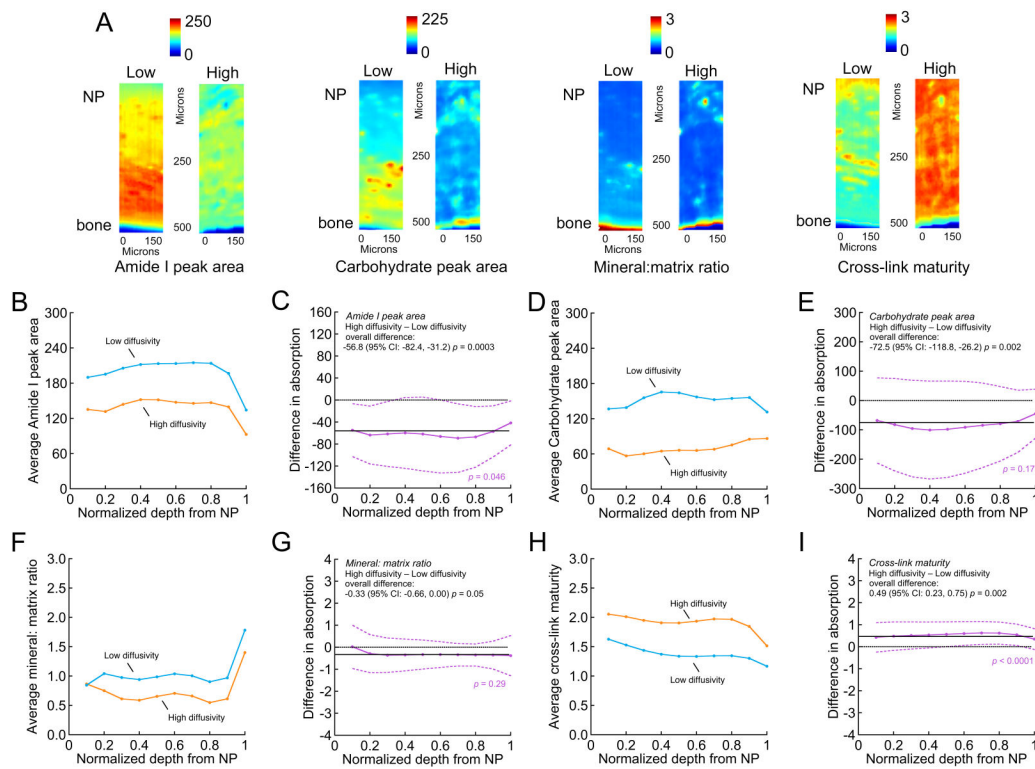 A
250
0
Low
High
NP
bone
Microns
250
500
0 150
0 150
Microns
Amide I peak area
225
0
Low
High
NP
bone
Microns
250
500
0 150
0 150
Microns
Carbohydrate peak area
3
0
Low
High
NP
bone
Microns
250
500
0 150
0 150
Microns
Mineral:matrix ratio
3
0
Low
High
NP
bone
Microns
250
500
0 150
0 150
Microns
Cross-link maturity
B
Average Amide I peak area
300
240
180
120
60
0
Low diffusivity
High diffusivity
0 0.2 0.4 0.6 0.8 1
Normalized depth from NP
C
Difference in absorption
160
120
80
40
0
-40
-80
-120
-160
Amide I peak area
High diffusivity – Low diffusivity
overall difference:
-56.8 (95% CI: -82.4, -31.2) p = 0.0003
p = 0.046
0 0.2 0.4 0.6 0.8 1
Normalized depth from NP
D
Average Carbohydrate peak area
300
240
180
120
60
0
Low diffusivity
High diffusivity
0 0.2 0.4 0.6 0.8 1
Normalized depth from NP
E
Difference in absorption
300
200
100
0
-100
-200
-300
Carbohydrate peak area
High diffusivity – Low diffusivity
overall difference:
-72.5 (95% CI: -118.8, -26.2) p = 0.002
p = 0.17
0 0.2 0.4 0.6 0.8 1
Normalized depth from NP
F
Average mineral: matrix ratio
3.0
2.5
2.0
1.5
1.0
0.5
0
Low diffusivity
High diffusivity
0 0.2 0.4 0.6 0.8 1
Normalized depth from NP
G
Difference in absorption
4
3
2
1
0
-1
-2
-3
-4
Mineral: matrix ratio
High diffusivity – Low diffusivity
overall difference:
-0.33 (95% CI: -0.66, 0.00) p = 0.05
p = 0.29
0 0.2 0.4 0.6 0.8 1
Normalized depth from NP
H
Average cross-link maturity
3.0
2.5
2.0
1.5
1.0
0.5
0
High diffusivity
Low diffusivity
0 0.2 0.4 0.6 0.8 1
Normalized depth from NP
I
Difference in absorption
4
3
2
1
0
-1
-2
-3
-4
Cross-link maturity
High diffusivity – Low diffusivity
overall difference:
0.49 (95% CI: 0.23, 0.75) p = 0.002
p < 0.0001
0 0.2 0.4 0.6 0.8 1
Normalized depth from NP